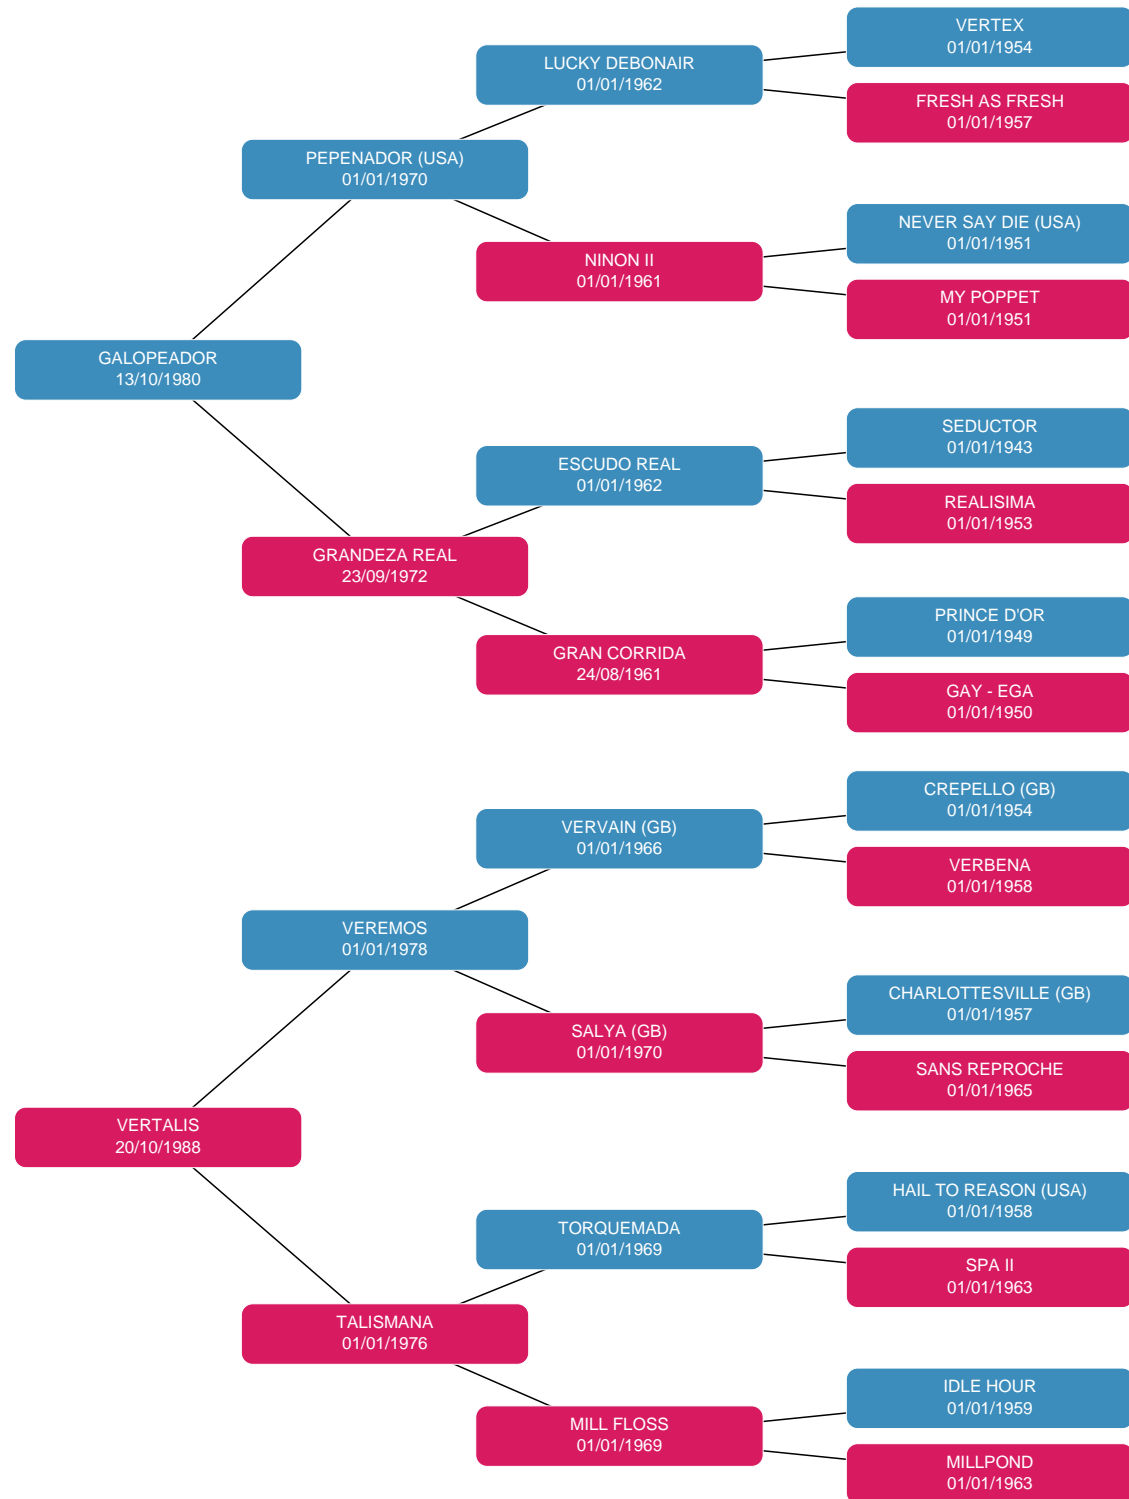 VERTEX
01/01/1954
LUCKY DEBONAIR
01/01/1962
FRESH AS FRESH
01/01/1957
PEPENADOR (USA)
01/01/1970
NEVER SAY DIE (USA)
01/01/1951
NINON II
01/01/1961
MY POPPET
01/01/1951
GALOPEADOR
13/10/1980
SEDUCTOR
01/01/1943
ESCUDO REAL
01/01/1962
REALISIMA
01/01/1953
GRANDEZA REAL
23/09/1972
PRINCE D'OR
01/01/1949
GRAN CORRIDA
24/08/1961
GAY - EGA
01/01/1950
CREPELLO (GB)
01/01/1954
VERVAIN (GB)
01/01/1966
VERBENA
01/01/1958
VEREMOS
01/01/1978
CHARLOTTESVILLE (GB)
01/01/1957
SALYA (GB)
01/01/1970
SANS REPROCHE
01/01/1965
VERTALIS
20/10/1988
HAIL TO REASON (USA)
01/01/1958
TORQUEMADA
01/01/1969
SPA II
01/01/1963
TALISMANA
01/01/1976
IDLE HOUR
01/01/1959
MILL FLOSS
01/01/1969
MILLPOND
01/01/1963